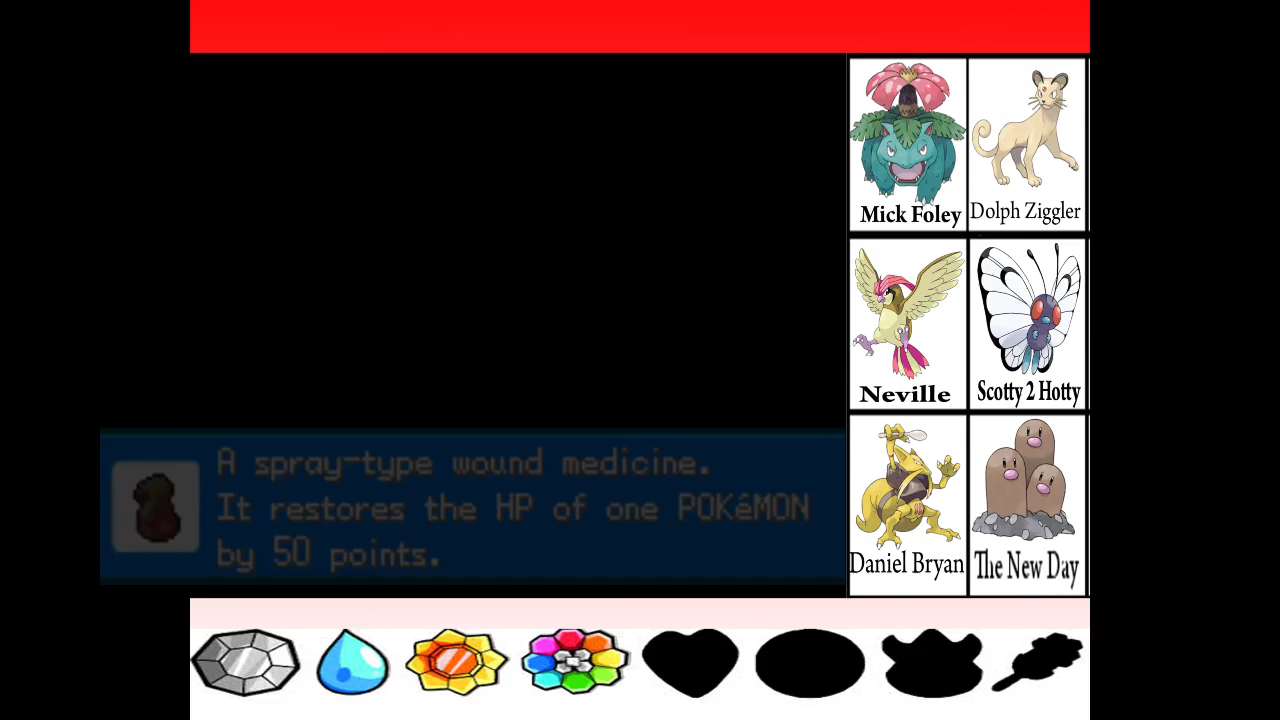 Mick Foley
Dolph Ziggler
Neville
Scotty 2 Hotty
Daniel Bryan
The New Day
A spray-type wound medicine.
It restores the HP of one POKéMON
by 50 points.